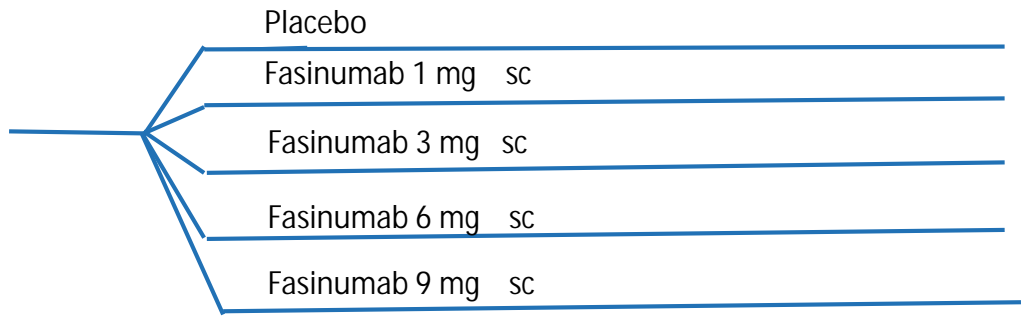 Placebo
Fasinumab 1 mg sc
Fasinumab 3 mg sc
Fasinumab 6 mg sc
Fasinumab 9 mg sc